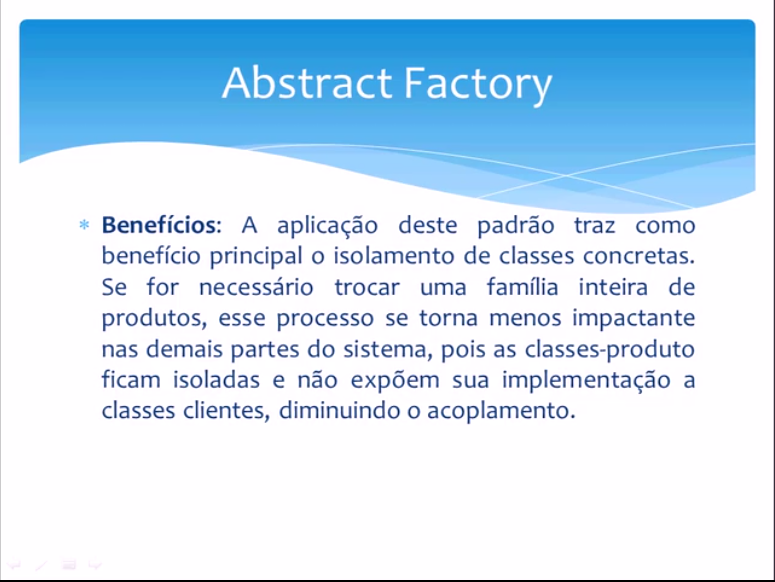 Abstract Factory
* Benefícios: A aplicação deste padrão traz como
benefício principal o isolamento de classes concretas.
Se for necessário trocar uma família inteira de
produtos, esse processo se torna menos impactante
nas demais partes do sistema, pois as classes-produto
ficam isoladas e não expõem sua implementação a
classes clientes, diminuindo o acoplamento.